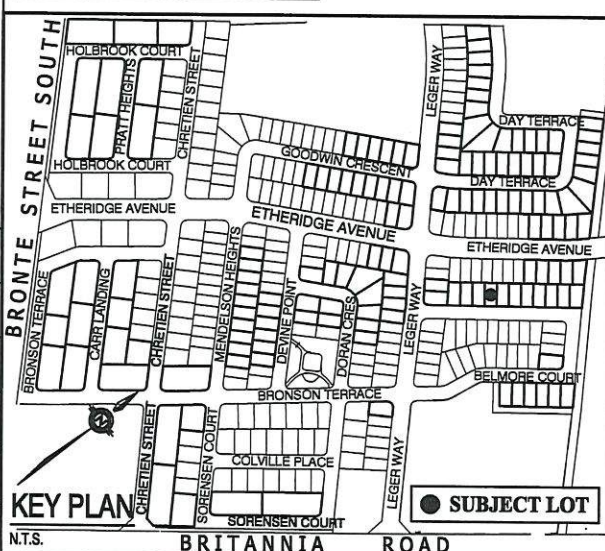 HOLBROOK COURT
PRATT HEIGHTS
CHRETIEN STREET
LEGER WAY
DAY TERRACE
BRONTE STREET SOUTH
GOODWIN CRESCENT
HOLBROOK COURT
DAY TERRACE
ETHERIDGE AVENUE
ETHERIDGE AVENUE
ETHERIDGE AVENUE
BRONSON TERRACE
CARR LANDING
CHRETIEN STREET
MENDELSON HEIGHTS
DEVINE POINT
DORAN CRES
LEGER WAY
BELMORE COURT
BRONSON TERRACE
N
CHRETIEN STREET
SORENSEN COURT
COLVILLE PLACE
LEGER WAY
KEY PLAN
SUBJECT LOT
SORENSEN COURT
N.T.S.
BRITANNIA ROAD